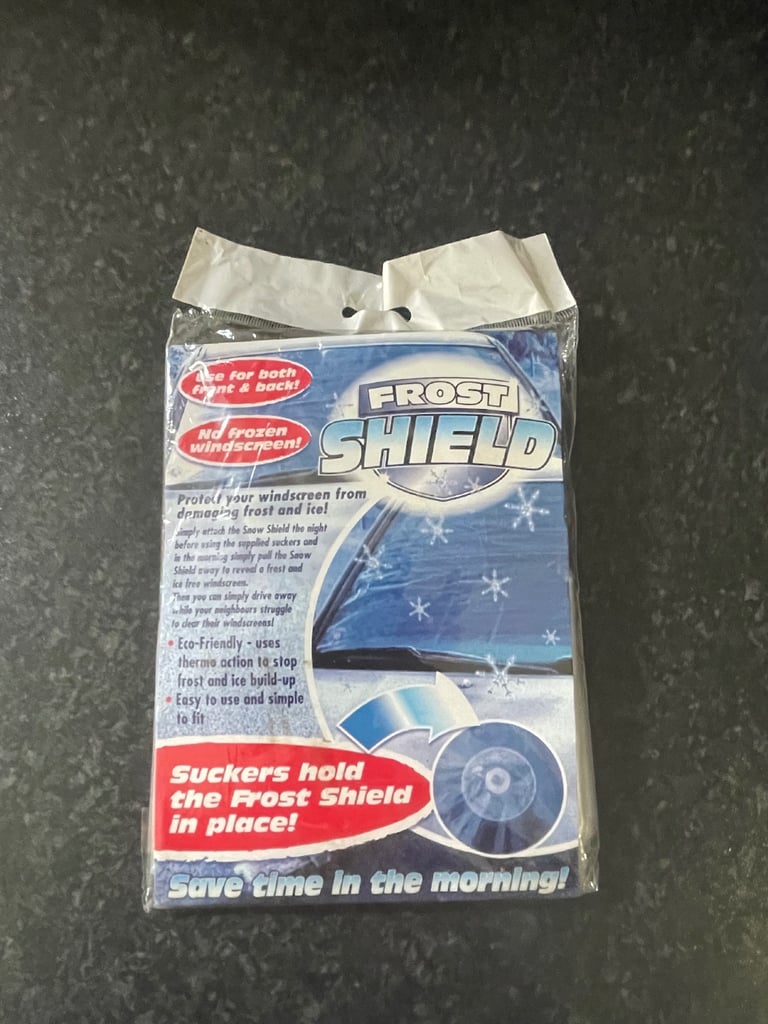 Use for both
front & back!
No frozen
windscreen!
FROST
SHIELD
Protect your windscreen from
damaging frost and ice!
Simply attach the Snow Shield the night
before using the supplied suckers and
in the morning simply pull the Snow
Shield away to reveal a frost and
ice free windscreen.
Then you can simply drive away
while your neighbours struggle
to clear their windscreens!
• Eco-Friendly - uses
thermo action to stop
frost and ice build-up
• Easy to use and simple
to fit
Suckers hold
the Frost Shield
in place!
Save time in the morning!